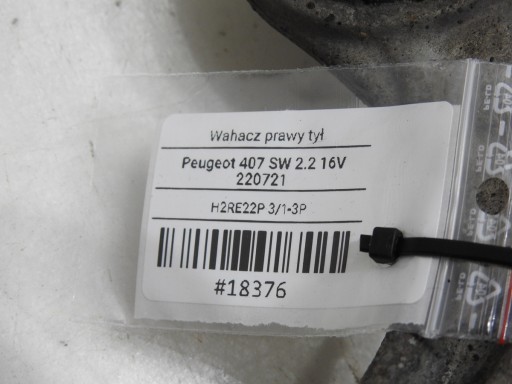 Wahacz prawy tył
Peugeot 407 SW 2.2 16V
220721
H2RE22P 3/1-3P
#18376